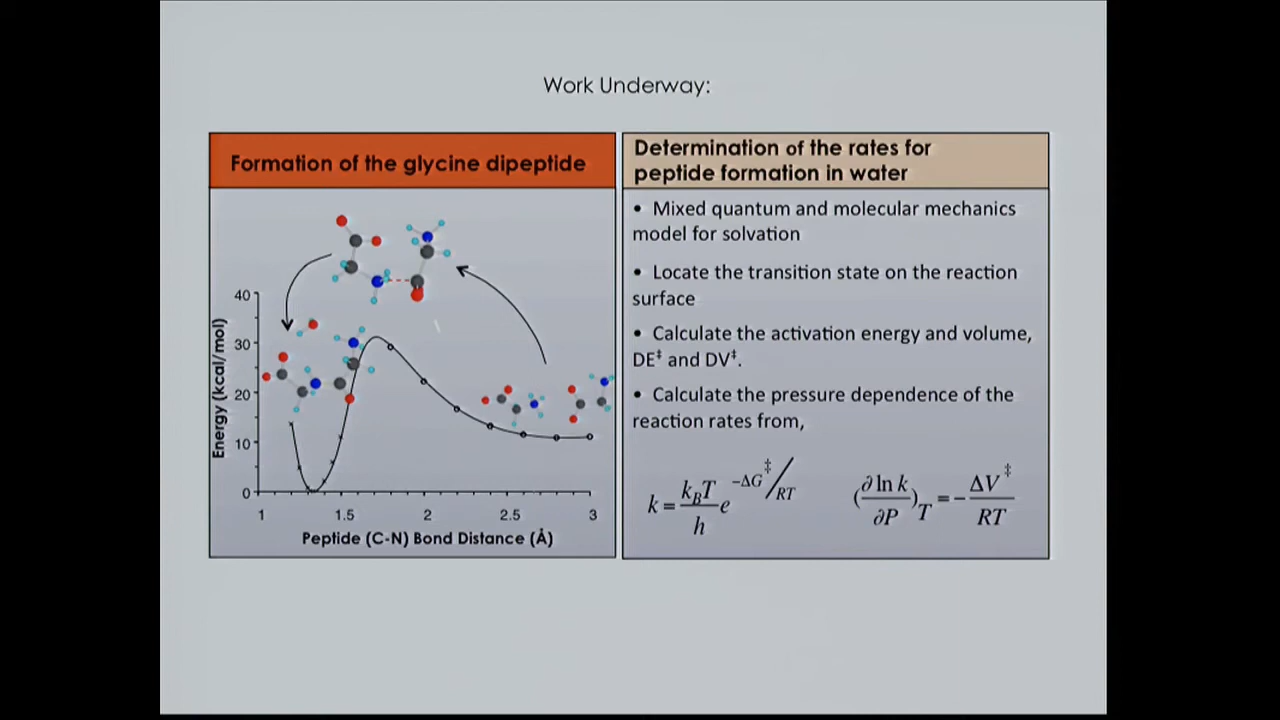 Work Underway:
Formation of the glycine dipeptide
40
30
20
10
0
Energy (kcal/mol)
1 1.5 2 2.5 3
Peptide (C-N) Bond Distance (Å)
Determination of the rates for
peptide formation in water
• Mixed quantum and molecular mechanics
model for solvation
• Locate the transition state on the reaction
surface
• Calculate the activation energy and volume,
DE‡ and DV‡.
• Calculate the pressure dependence of the
reaction rates from,
k = k_BT/h e^(-ΔG‡/RT)
(∂ ln k/∂P)_T = - ΔV‡/RT